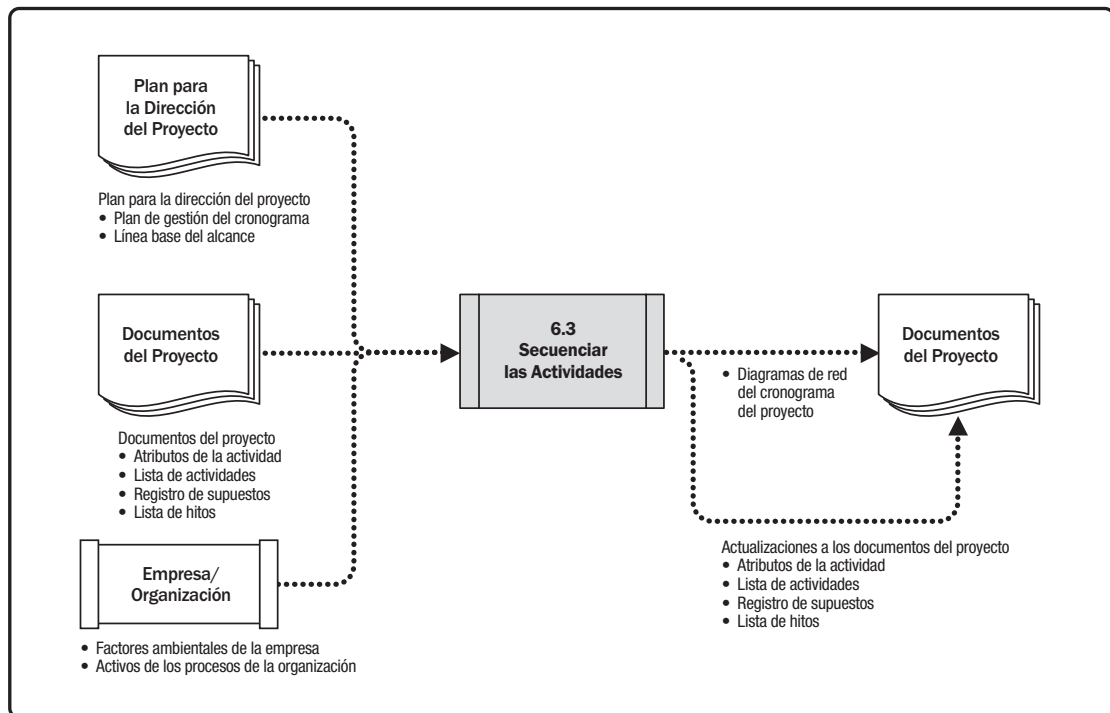 Plan para
la Dirección
del Proyecto
Plan para la dirección del proyecto
• Plan de gestión del cronograma
• Línea base del alcance
Documentos
del Proyecto
Documentos del proyecto
• Atributos de la actividad
• Lista de actividades
• Registro de supuestos
• Lista de hitos
Empresa/
Organización
• Factores ambientales de la empresa
• Activos de los procesos de la organización
6.3
Secuenciar
las Actividades
• Diagramas de red
del cronograma
del proyecto
Documentos
del Proyecto
Actualizaciones a los documentos del proyecto
• Atributos de la actividad
• Lista de actividades
• Registro de supuestos
• Lista de hitos